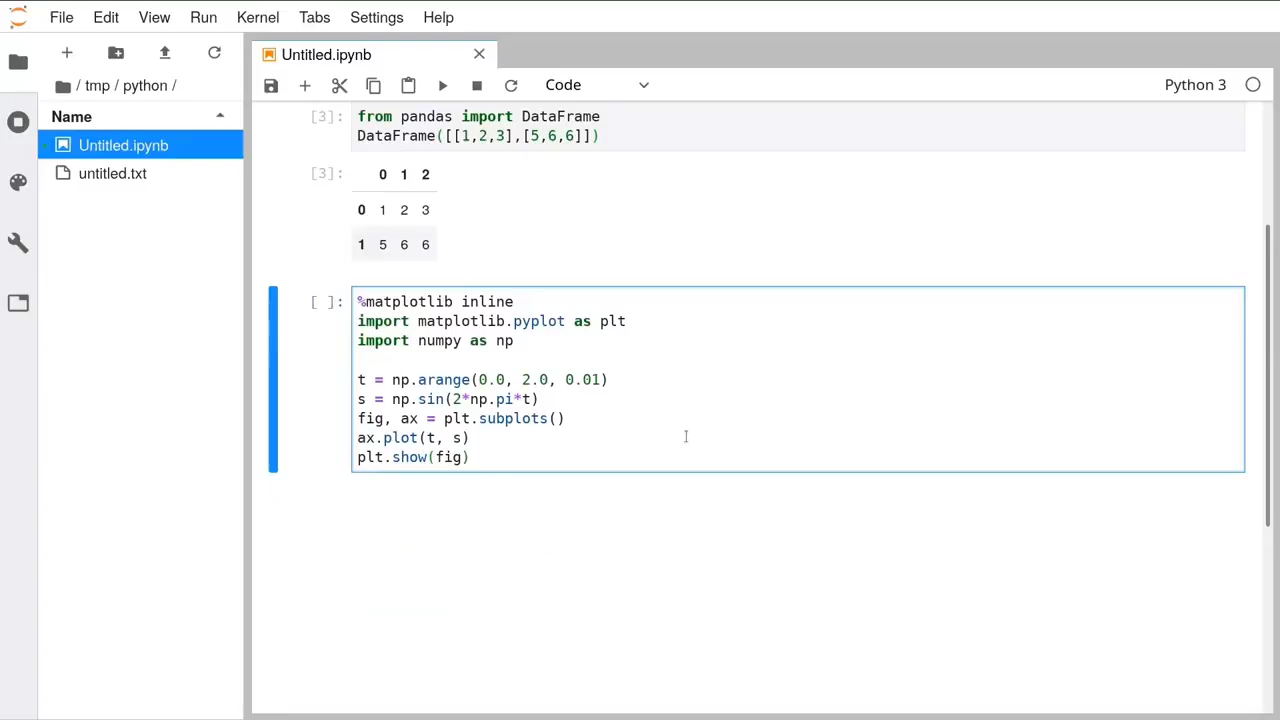 File Edit View Run Kernel Tabs Settings Help
/ tmp / python /
Name
Untitled.ipynb
untitled.txt
Untitled.ipynb
Code
Python 3
[3]: from pandas import DataFrame
DataFrame([[1,2,3],[5,6,6]])
[3]: 0 1 2
0 1 2 3
1 5 6 6
[ ]: %matplotlib inline
import matplotlib.pyplot as plt
import numpy as np
t = np.arange(0.0, 2.0, 0.01)
s = np.sin(2*np.pi*t)
fig, ax = plt.subplots()
ax.plot(t, s)
plt.show(fig)